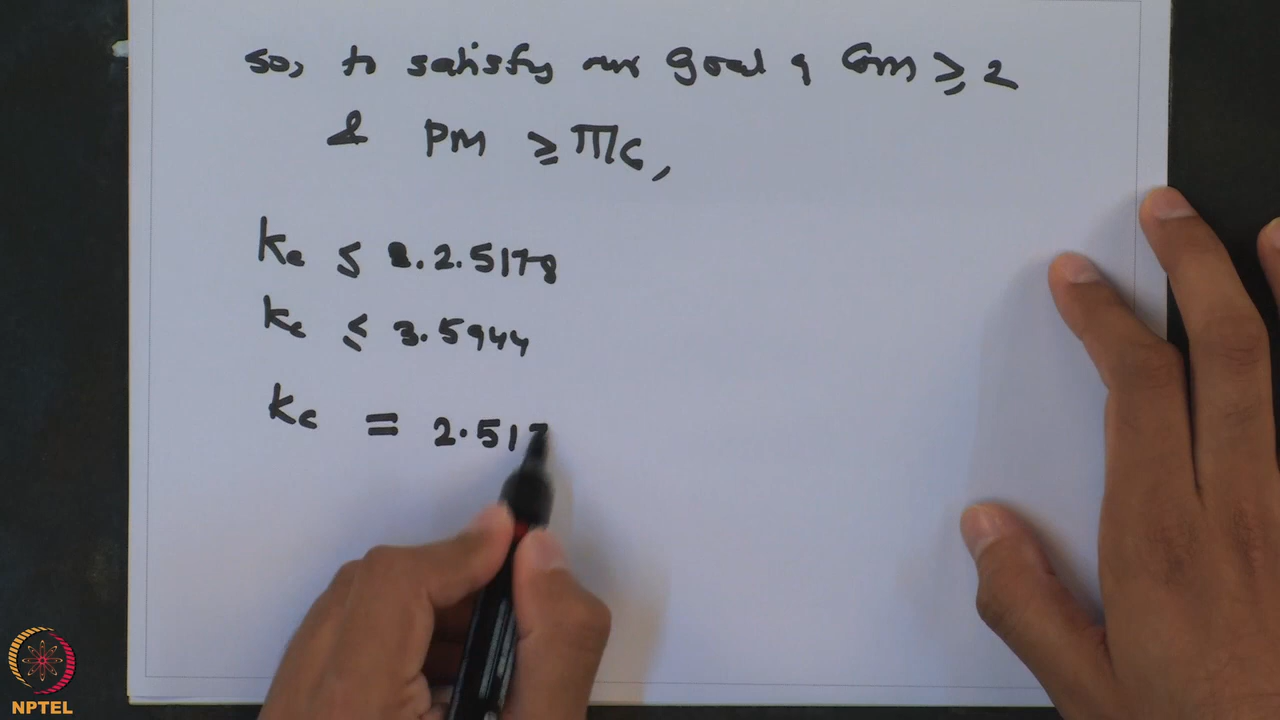 so, to satisfy our goal of Gm ≥ 2
& PM ≥ π/6,
Kc ≤ 2.5178
Kc ≤ 3.5944
Kc = 2.517
NPTEL